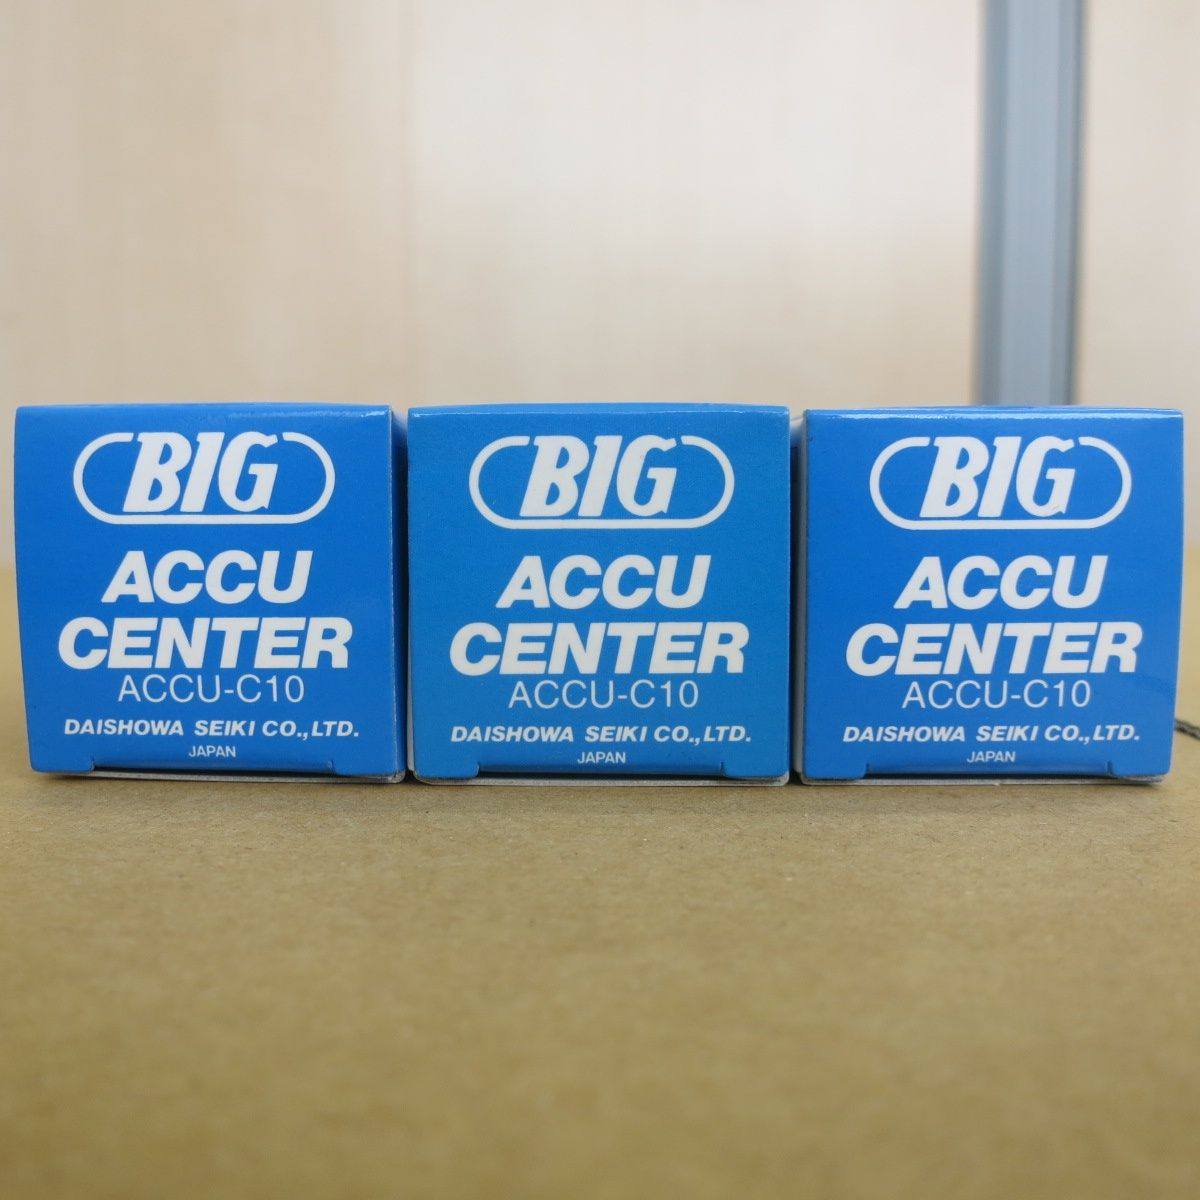 BIG
ACCU
CENTER
ACCU-C10
DAISHOWA SEIKI CO.,LTD.
JAPAN
BIG
ACCU
CENTER
ACCU-C10
DAISHOWA SEIKI CO.,LTD.
JAPAN
BIG
ACCU
CENTER
ACCU-C10
DAISHOWA SEIKI CO.,LTD.
JAPAN